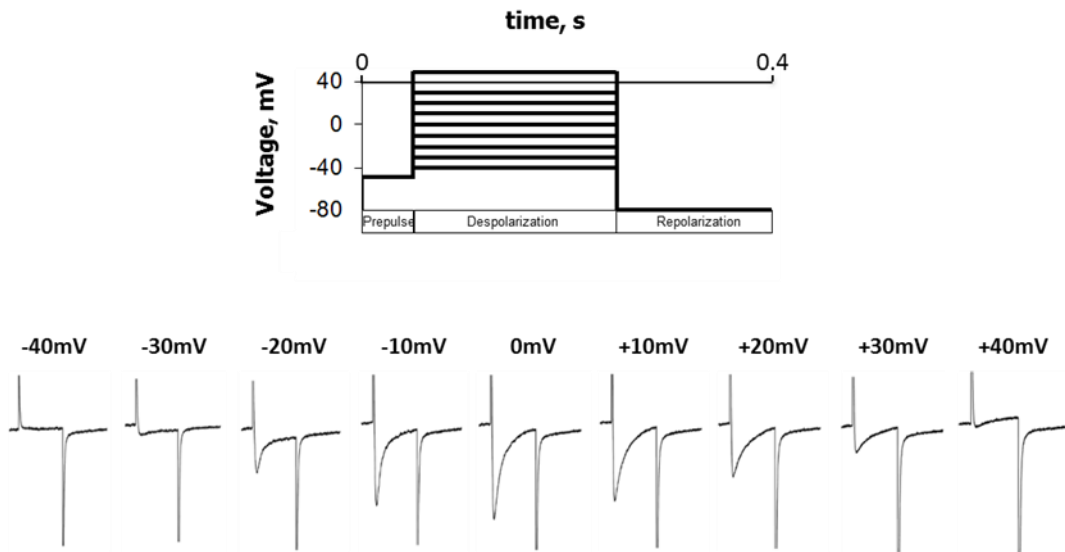 time, s
0 0.4
Voltage, mV
40
0
-40
-80
Prepulse Despolarization Repolarization
-40mV -30mV -20mV -10mV 0mV +10mV +20mV +30mV +40mV